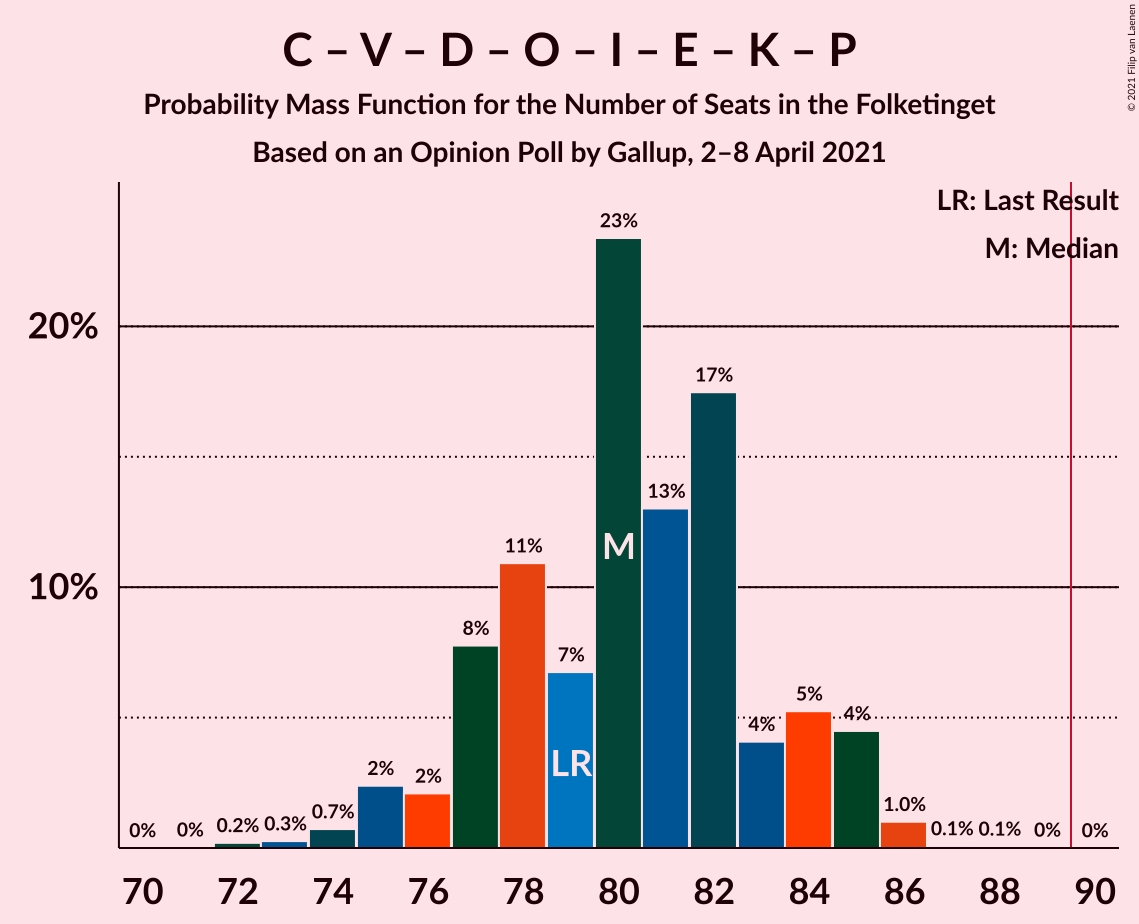 C – V – D – O – I – E – K – P
Probability Mass Function for the Number of Seats in the Folketinget
Based on an Opinion Poll by Gallup, 2–8 April 2021
© 2021 Filip van Laenen
LR: Last Result
M: Median
20%
10%
0%
0%
0.2%
0.3%
0.7%
2%
2%
8%
11%
7%
23%
13%
17%
4%
5%
4%
1.0%
0.1%
0.1%
0%
0%
LR
M
70 72 74 76 78 80 82 84 86 88 90